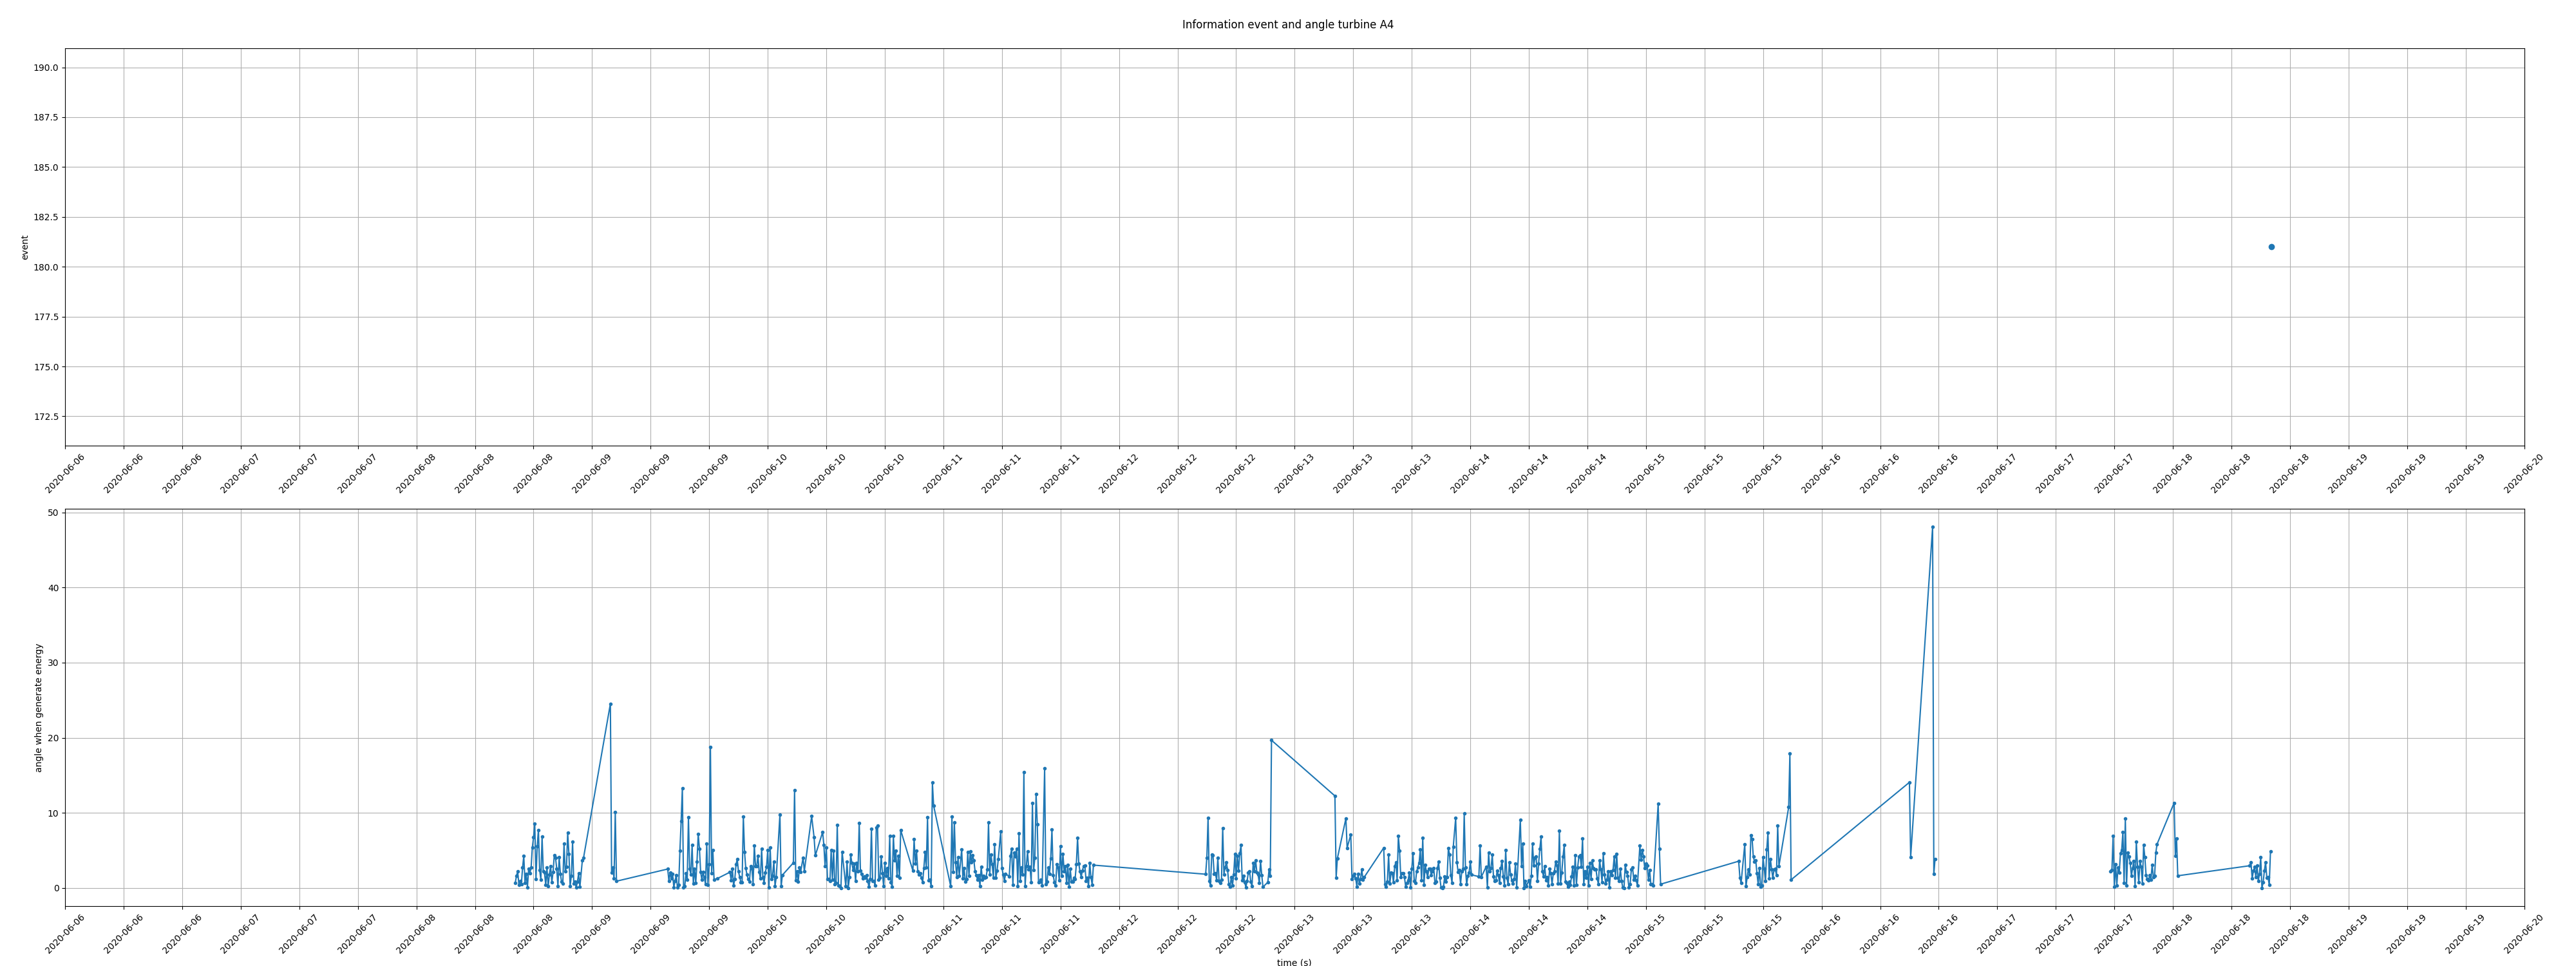 Information event and angle turbine A4
190.0
187.5
185.0
182.5
180.0
177.5
175.0
172.5
event
2020-06-06 2020-06-06 2020-06-06 2020-06-07 2020-06-07 2020-06-07 2020-06-08 2020-06-08 2020-06-08 2020-06-09 2020-06-09 2020-06-09 2020-06-10 2020-06-10 2020-06-10 2020-06-11 2020-06-11 2020-06-11 2020-06-12 2020-06-12 2020-06-12 2020-06-13 2020-06-13 2020-06-13 2020-06-14 2020-06-14 2020-06-14 2020-06-15 2020-06-15 2020-06-15 2020-06-16 2020-06-16 2020-06-16 2020-06-17 2020-06-17 2020-06-17 2020-06-18 2020-06-18 2020-06-18 2020-06-19 2020-06-19 2020-06-19 2020-06-20
50
40
30
20
10
0
angle when generate energy
2020-06-06 2020-06-06 2020-06-06 2020-06-07 2020-06-07 2020-06-07 2020-06-08 2020-06-08 2020-06-08 2020-06-09 2020-06-09 2020-06-09 2020-06-10 2020-06-10 2020-06-10 2020-06-11 2020-06-11 2020-06-11 2020-06-12 2020-06-12 2020-06-12 2020-06-13 2020-06-13 2020-06-13 2020-06-14 2020-06-14 2020-06-14 2020-06-15 2020-06-15 2020-06-15 2020-06-16 2020-06-16 2020-06-16 2020-06-17 2020-06-17 2020-06-17 2020-06-18 2020-06-18 2020-06-18 2020-06-19 2020-06-19 2020-06-19 2020-06-20
time (s)